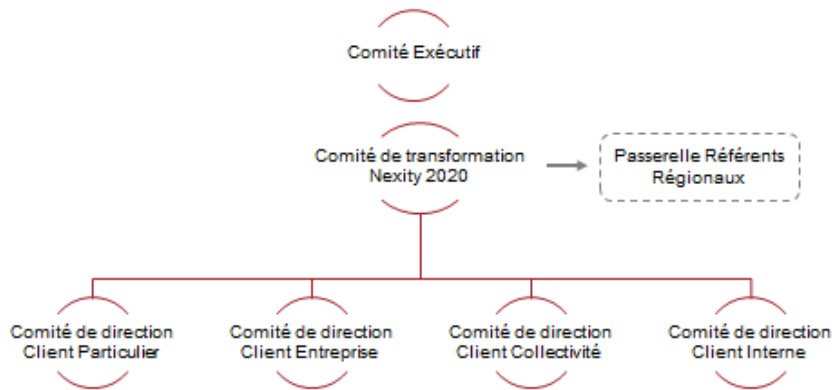 Comité Exécutif
Comité de transformation
Nexity 2020
Passerelle Référents
Régionaux
Comité de direction
Client Particulier
Comité de direction
Client Entreprise
Comité de direction
Client Collectivité
Comité de direction
Client Interne